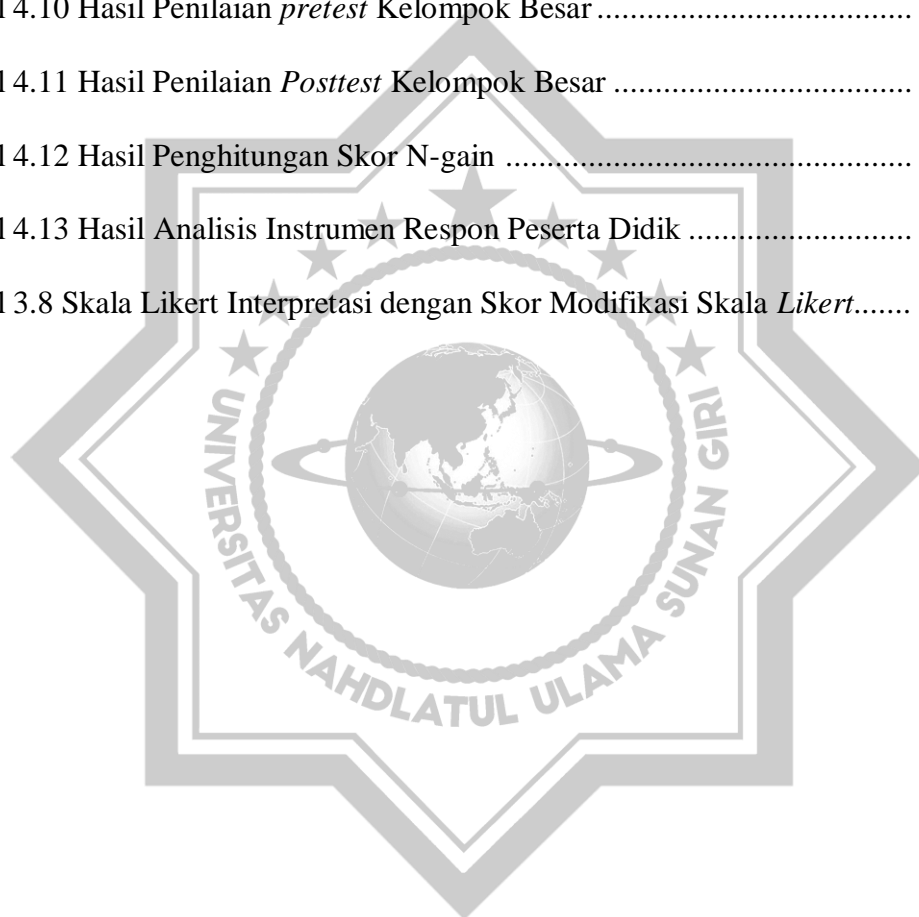 l 4.10 Hasil Penilaian pretest Kelompok Besar ....................................
l 4.11 Hasil Penilaian Posttest Kelompok Besar ..................................
l 4.12 Hasil Penghitungan Skor N-gain ..............................................
l 4.13 Hasil Analisis Instrumen Respon Peserta Didik .........................
l 3.8 Skala Likert Interpretasi dengan Skor Modifikasi Skala Likert.......
UNIVERSITAS NAHDLATUL ULAMA SUNAN GIRI